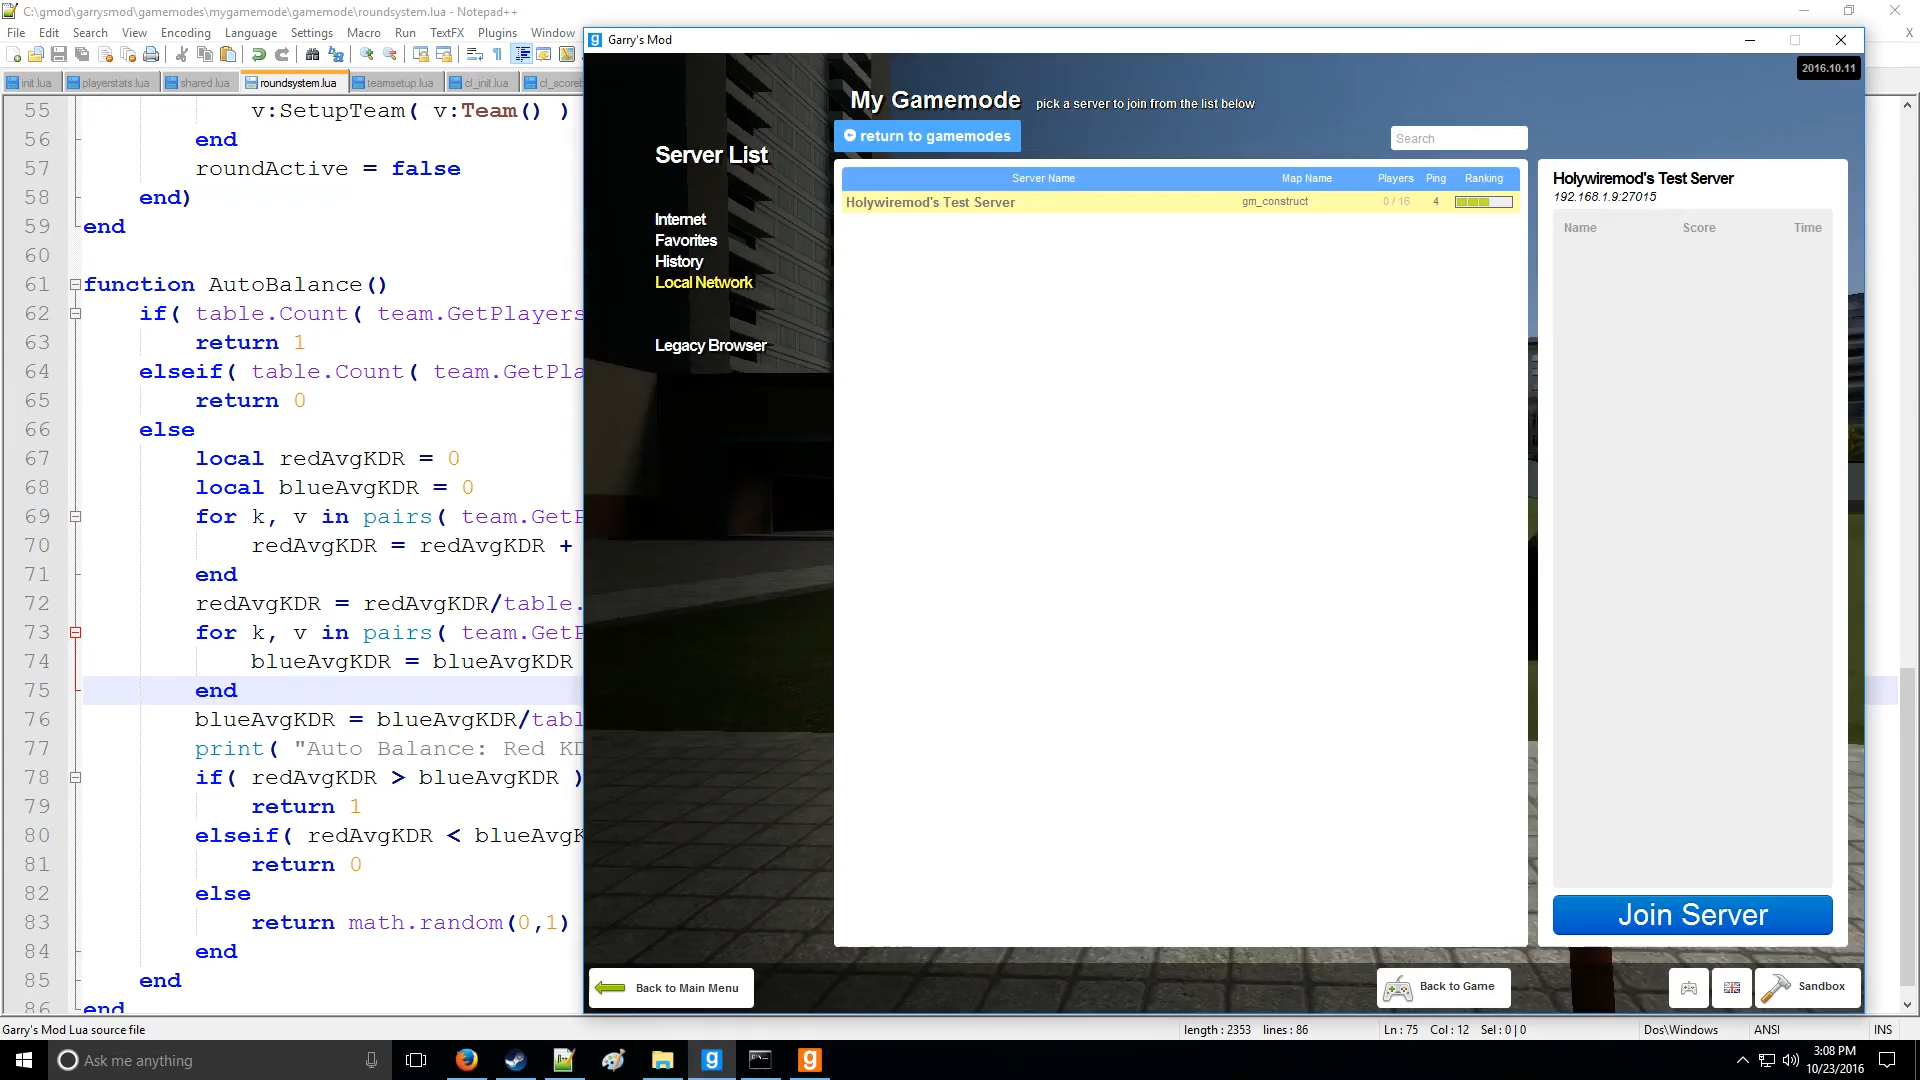 C:\gmod\garrysmod\gamemodes\mygamemode\gamemode\roundsystem.lua - Notepad++
File Edit Search View Encoding Language Settings Macro Run TextFX Plugins Window
X
init.lua playerstats.lua shared.lua roundsystem.lua teamsetup.lua cl_init.lua cl_scoreb
55 v:SetupTeam( v:Team() )
56 end
57 roundActive = false
58 end)
59 end
60
61 function AutoBalance()
62 if( table.Count( team.GetPlayers
63 return 1
64 elseif( table.Count( team.GetPla
65 return 0
66 else
67 local redAvgKDR = 0
68 local blueAvgKDR = 0
69 for k, v in pairs( team.GetP
70 redAvgKDR = redAvgKDR +
71 end
72 redAvgKDR = redAvgKDR/table.
73 for k, v in pairs( team.GetP
74 blueAvgKDR = blueAvgKDR
75 end
76 blueAvgKDR = blueAvgKDR/tabl
77 print( "Auto Balance: Red KD
78 if( redAvgKDR > blueAvgKDR )
79 return 1
80 elseif( redAvgKDR < blueAvgK
81 return 0
82 else
83 return math.random(0,1)
84 end
85 end
86 end
Garry's Mod
2016.10.11
My Gamemode pick a server to join from the list below
return to gamemodes
Search
Server List
Internet
Favorites
History
Local Network
Legacy Browser
Server Name Map Name Players Ping Ranking
Holywiremod's Test Server gm_construct 0 / 16 4
Holywiremod's Test Server
192.168.1.9:27015
Name Score Time
Join Server
Back to Main Menu
Back to Game
Sandbox
Garry's Mod Lua source file
length : 2353 lines : 86
Ln : 75 Col : 12 Sel : 0 | 0
Dos\Windows
ANSI
INS
Ask me anything
3:08 PM
10/23/2016